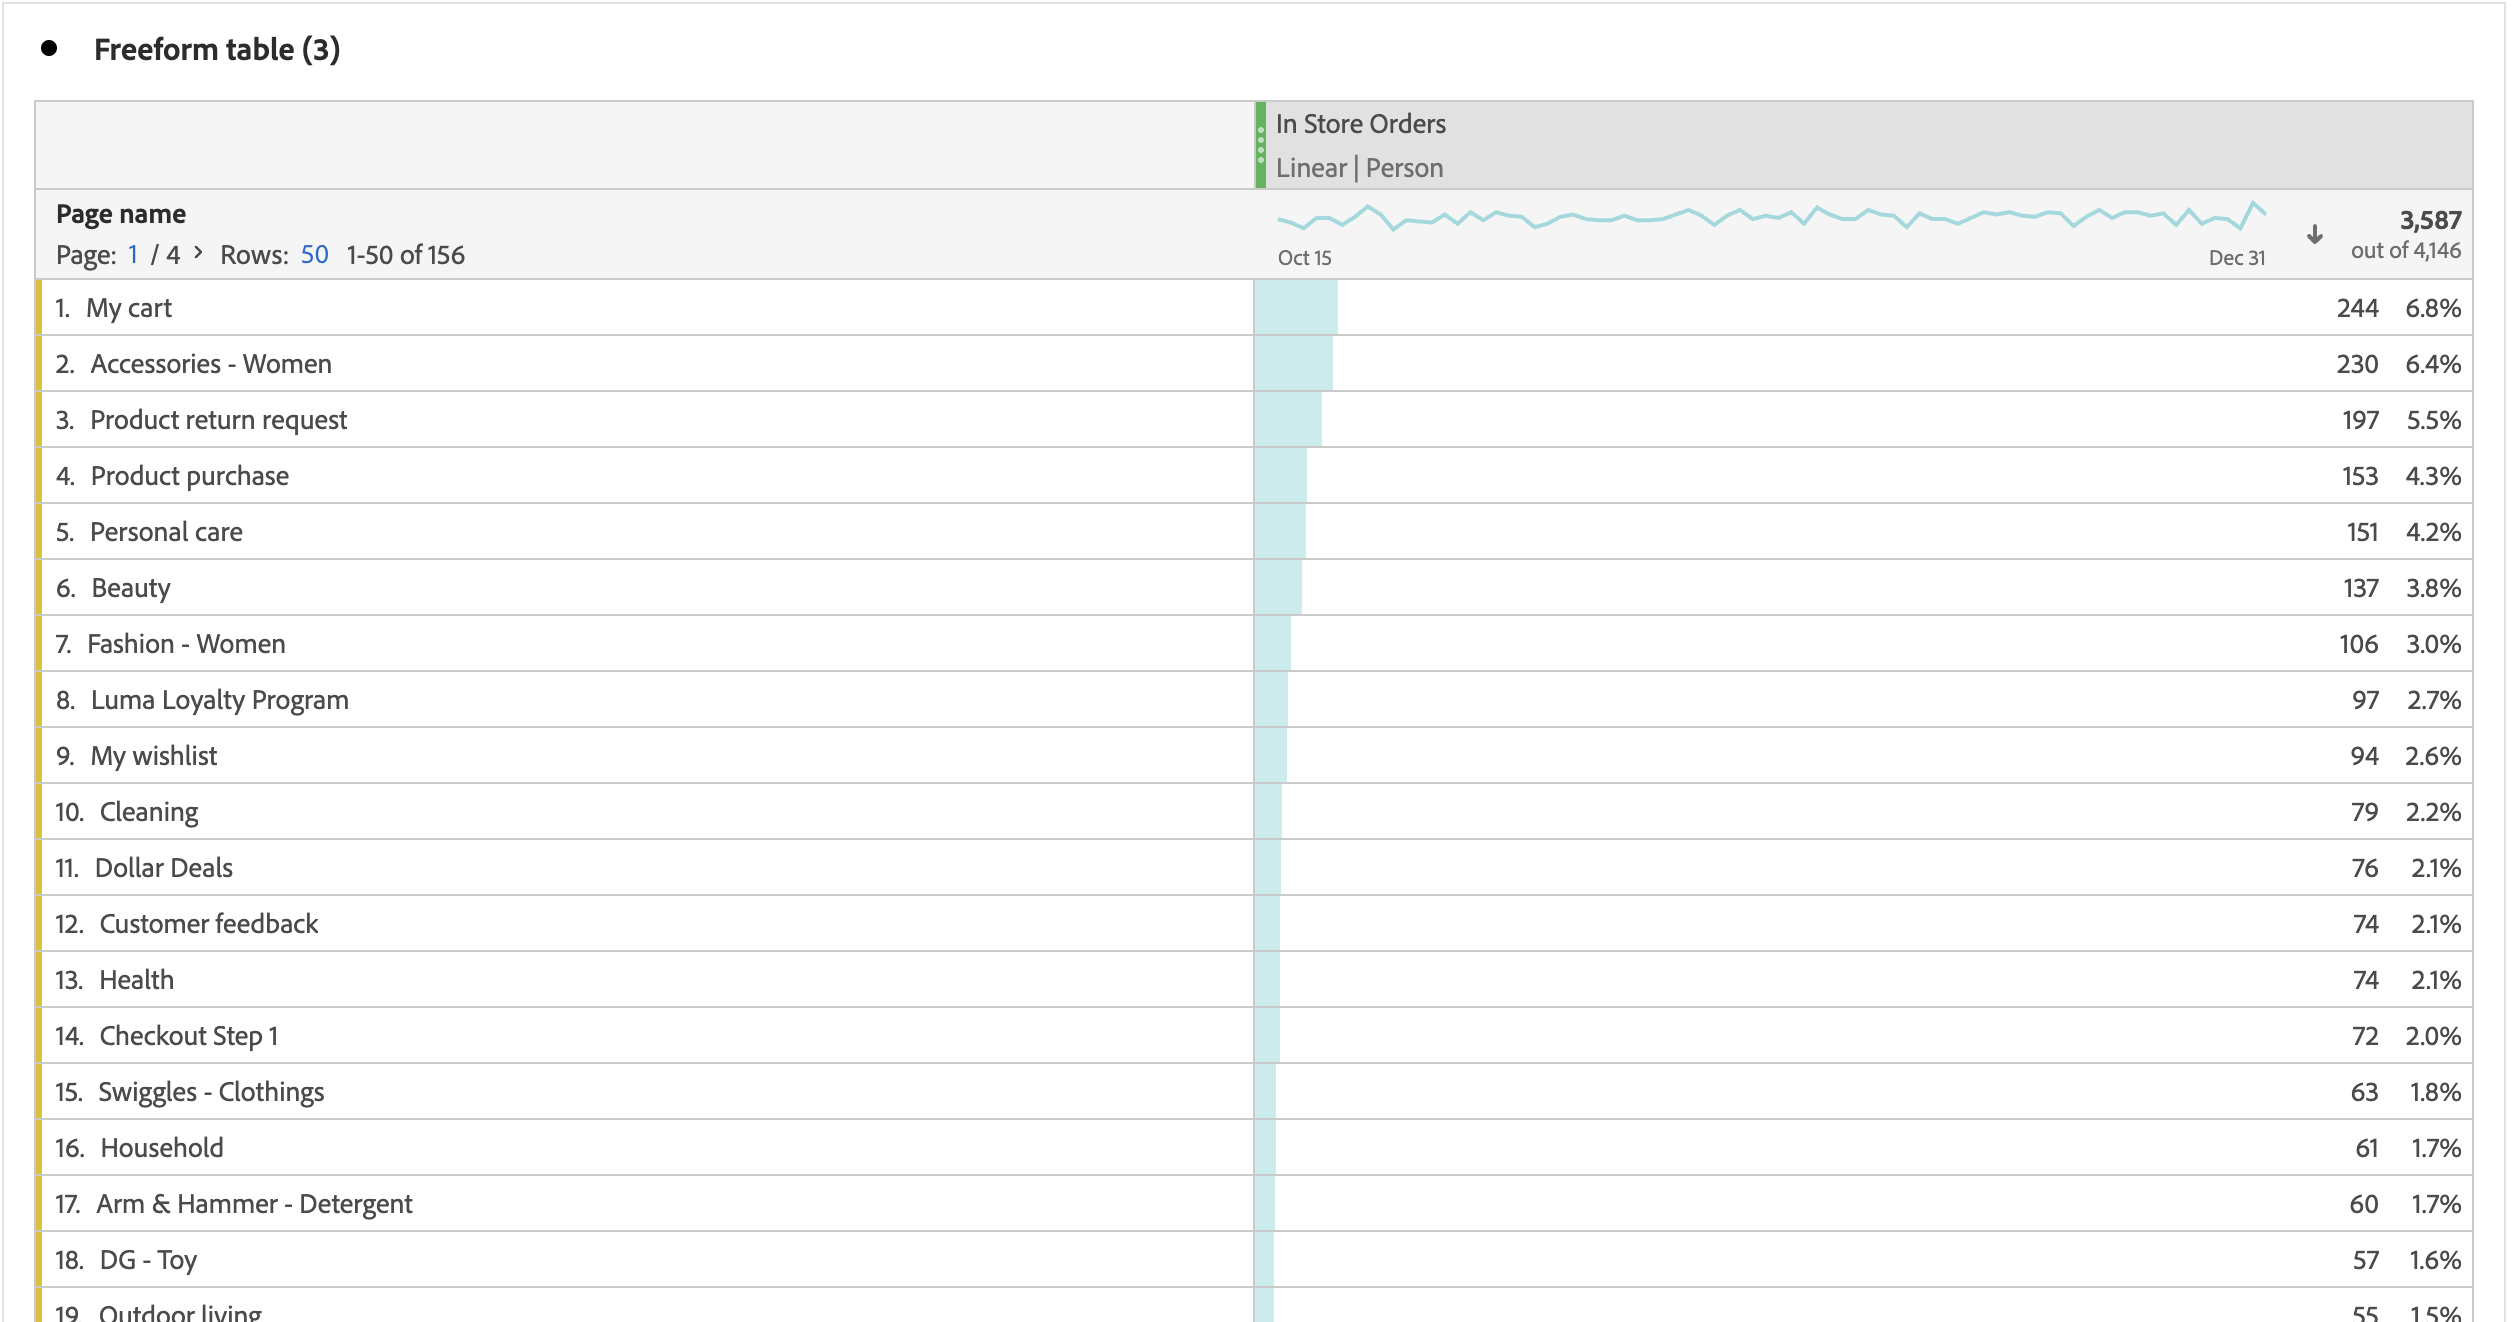 Freeform table (3)
In Store Orders
Linear | Person
Page name
Page: 1 / 4 > Rows: 50 1-50 of 156
Oct 15
Dec 31
3,587
out of 4,146
1. My cart 244 6.8%
2. Accessories - Women 230 6.4%
3. Product return request 197 5.5%
4. Product purchase 153 4.3%
5. Personal care 151 4.2%
6. Beauty 137 3.8%
7. Fashion - Women 106 3.0%
8. Luma Loyalty Program 97 2.7%
9. My wishlist 94 2.6%
10. Cleaning 79 2.2%
11. Dollar Deals 76 2.1%
12. Customer feedback 74 2.1%
13. Health 74 2.1%
14. Checkout Step 1 72 2.0%
15. Swiggles - Clothings 63 1.8%
16. Household 61 1.7%
17. Arm & Hammer - Detergent 60 1.7%
18. DG - Toy 57 1.6%
19. Outdoor living 55 1.5%